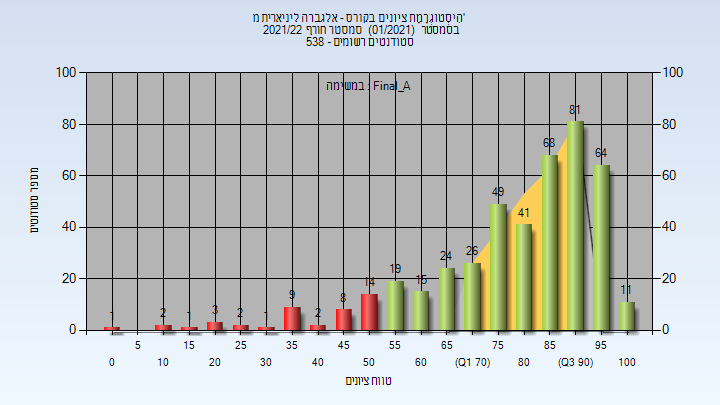 היסטוגרמת ציונים בקורס - אלגברה ליניארית מ'
בסמסטר (01/2021) סמסטר חורף 2021/22
538 - סטודנטים רשומים
במשימה : Final_A
מספר סטודנטים
100 100
80 80
60 60
40 40
20 20
0 0
1 2 1 3 2 1 9 2 8 14 19 15 24 26 49 41 68 81 64 11
5 15 25 35 45 55 65 75 85 95
0 10 20 30 40 50 60 (Q1 70) 80 (Q3 90) 100
טווח ציונים